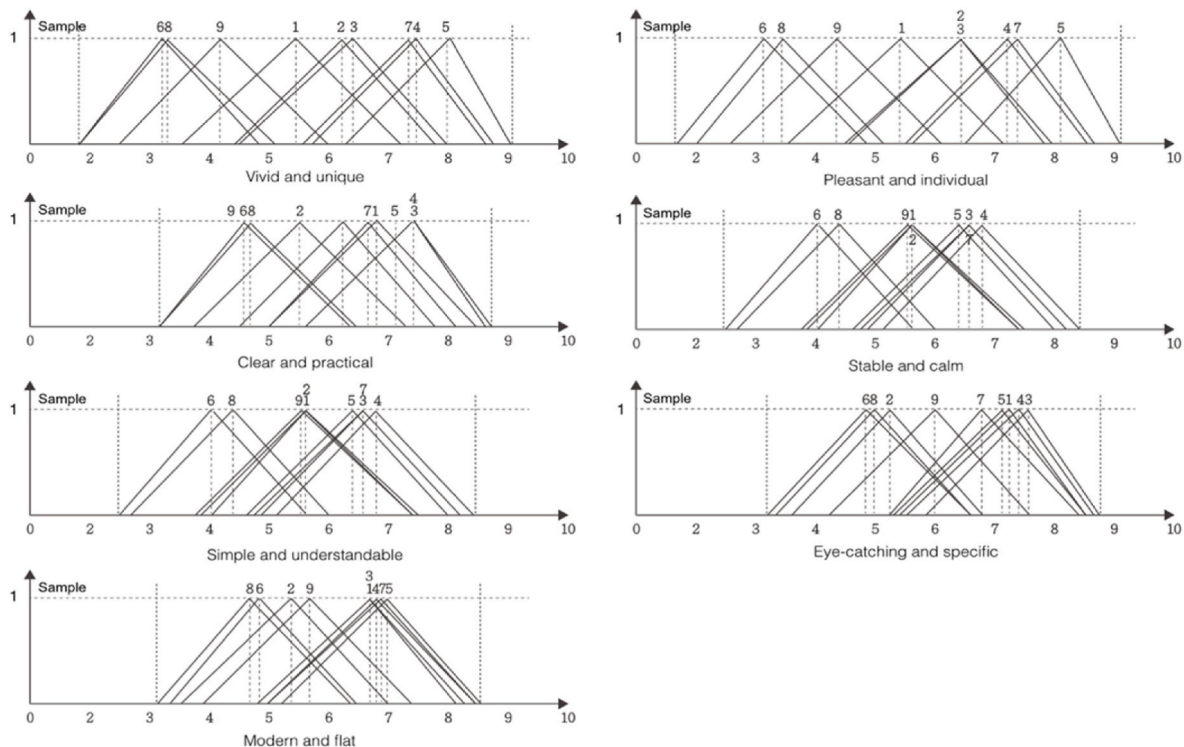 Sample 68 9 1 2 3 74 5
1
0 2 3 4 5 6 7 8 9 10
Vivid and unique
2
Sample 6 8 9 1 3 4 7 5
1
0 2 3 4 5 6 7 8 9 10
Pleasant and individual
4
Sample 9 68 2 71 5 3
1
0 2 3 4 5 6 7 8 9 10
Clear and practical
Sample 6 8 91 5 3 4
1
2 7
0 2 3 4 5 6 7 8 9 10
Stable and calm
2 7
Sample 6 8 91 5 3 4
1
0 2 3 4 5 6 7 8 9 10
Simple and understandable
Sample 68 2 9 7 51 43
1
0 2 3 4 5 6 7 8 9 10
Eye-catching and specific
3
Sample 86 2 9 1475
1
0 2 3 4 5 6 7 8 9 10
Modern and flat